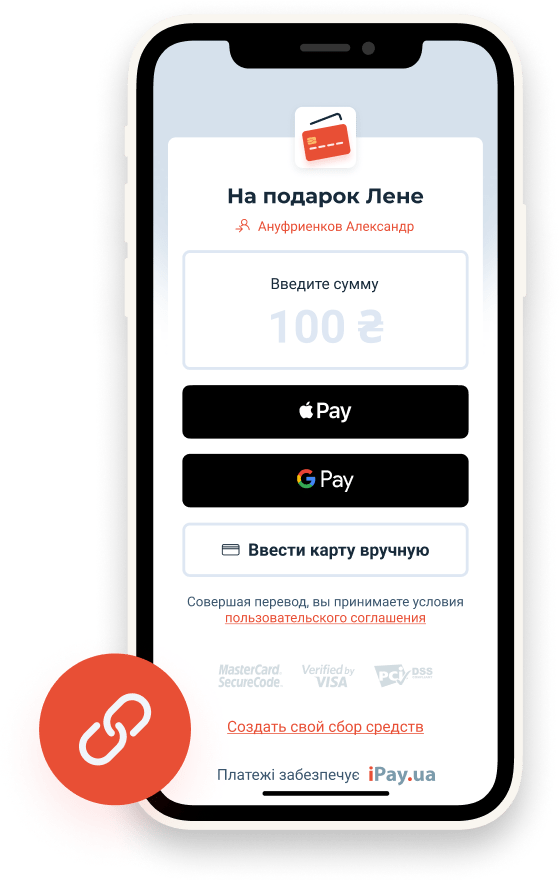 На подарок Лене
Ануфриенков Александр
Введите сумму
100 ₴
Pay
G Pay
Ввести карту вручную
Совершая перевод, вы принимаете условия
пользовательского соглашения
MasterCard. Verified by PCI DSS
SecureCode. VISA
Создать свой сбор средств
Платежі забезпечує iPay.ua